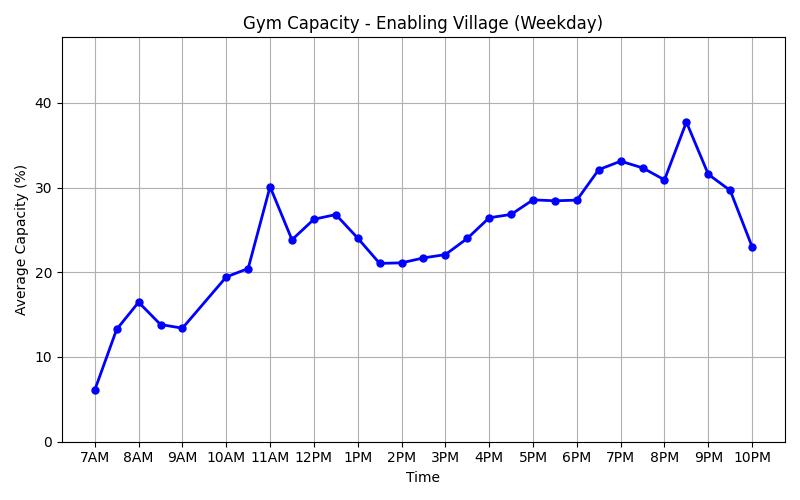 Gym Capacity - Enabling Village (Weekday)
Average Capacity (%)
40
30
20
10
0
7AM 8AM 9AM 10AM 11AM 12PM 1PM 2PM 3PM 4PM 5PM 6PM 7PM 8PM 9PM 10PM
Time